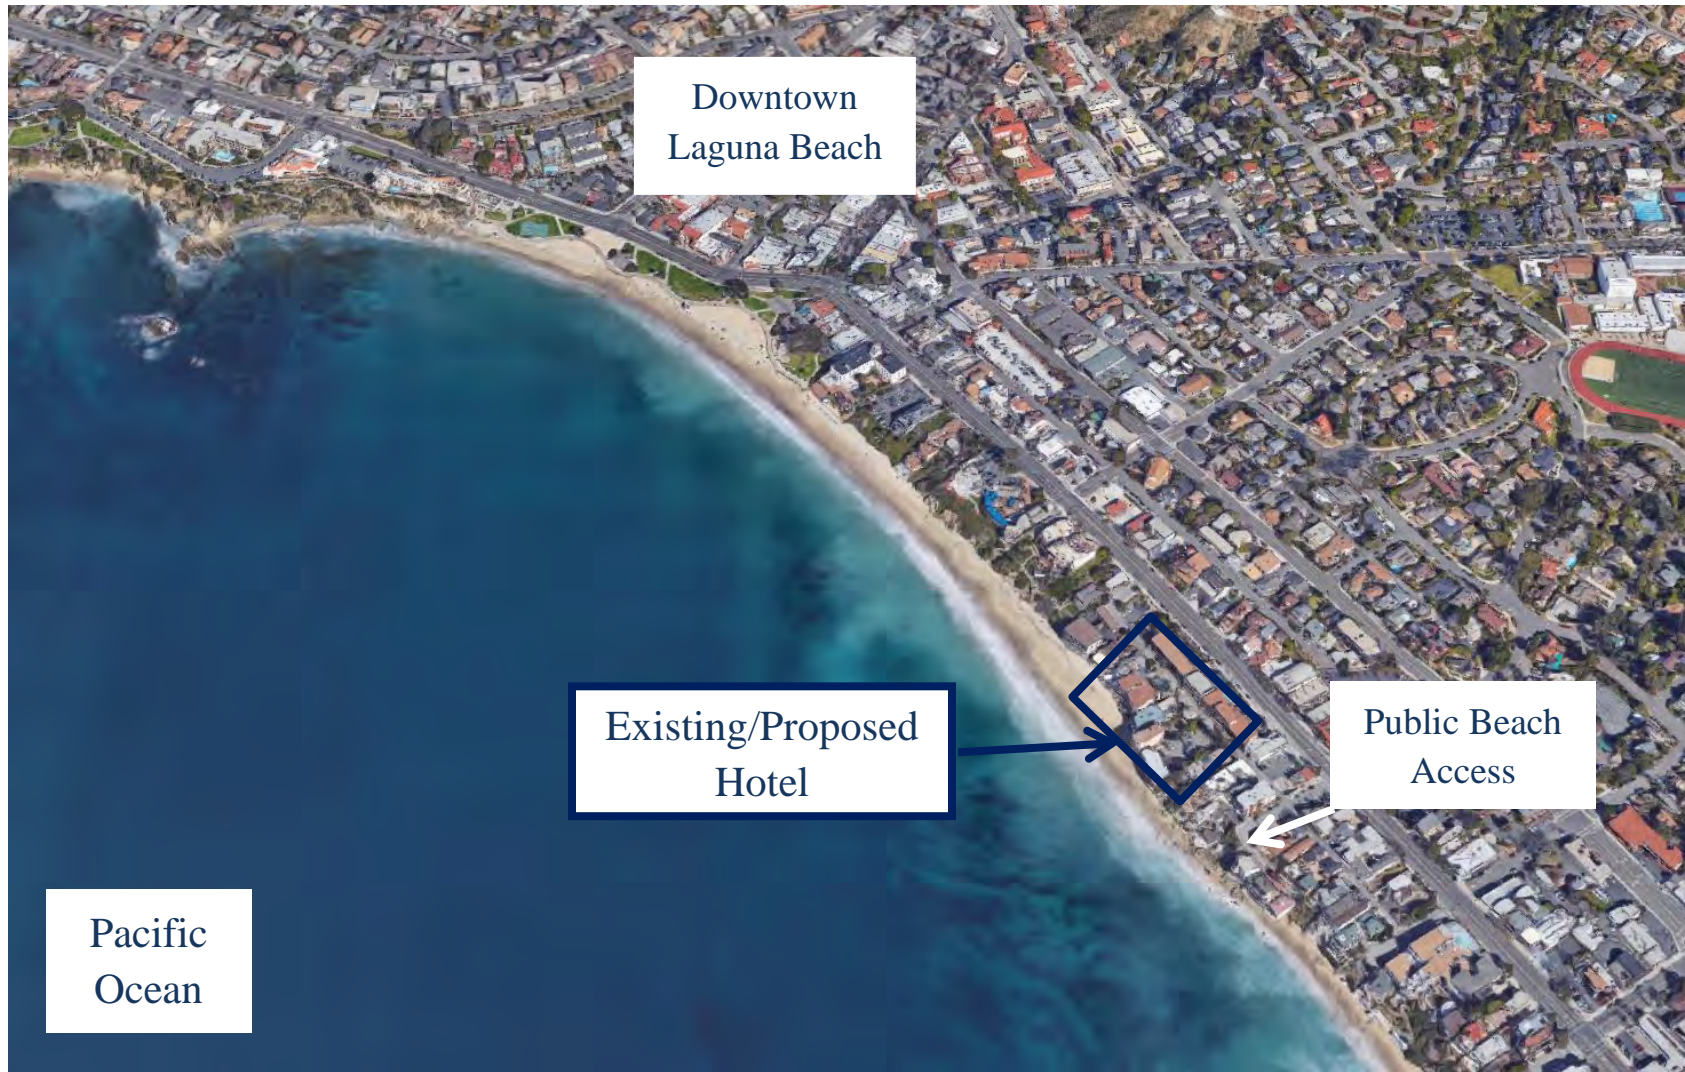 Downtown
Laguna Beach
Existing/Proposed
Hotel
Public Beach
Access
Pacific
Ocean